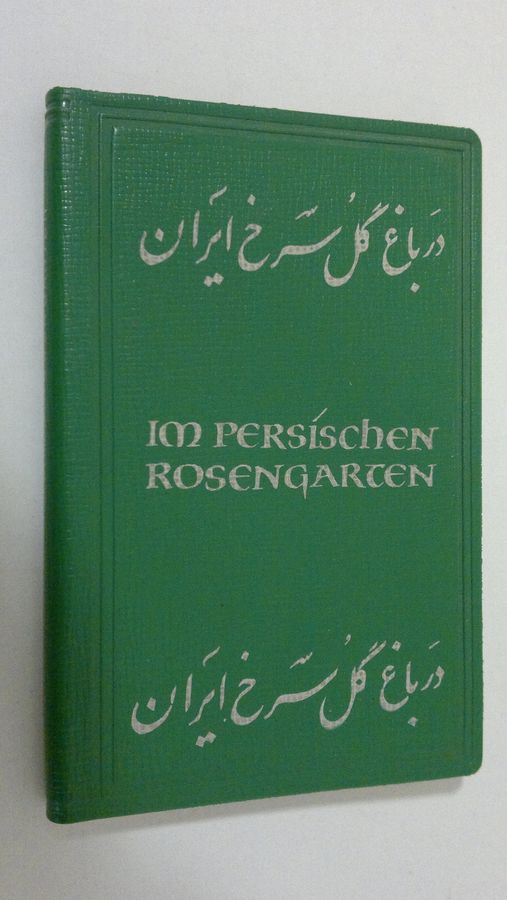 در باغ گل سرخ ایران
IM PERSISCHEN
ROSENGARTEN
در باغ گل سرخ ایران